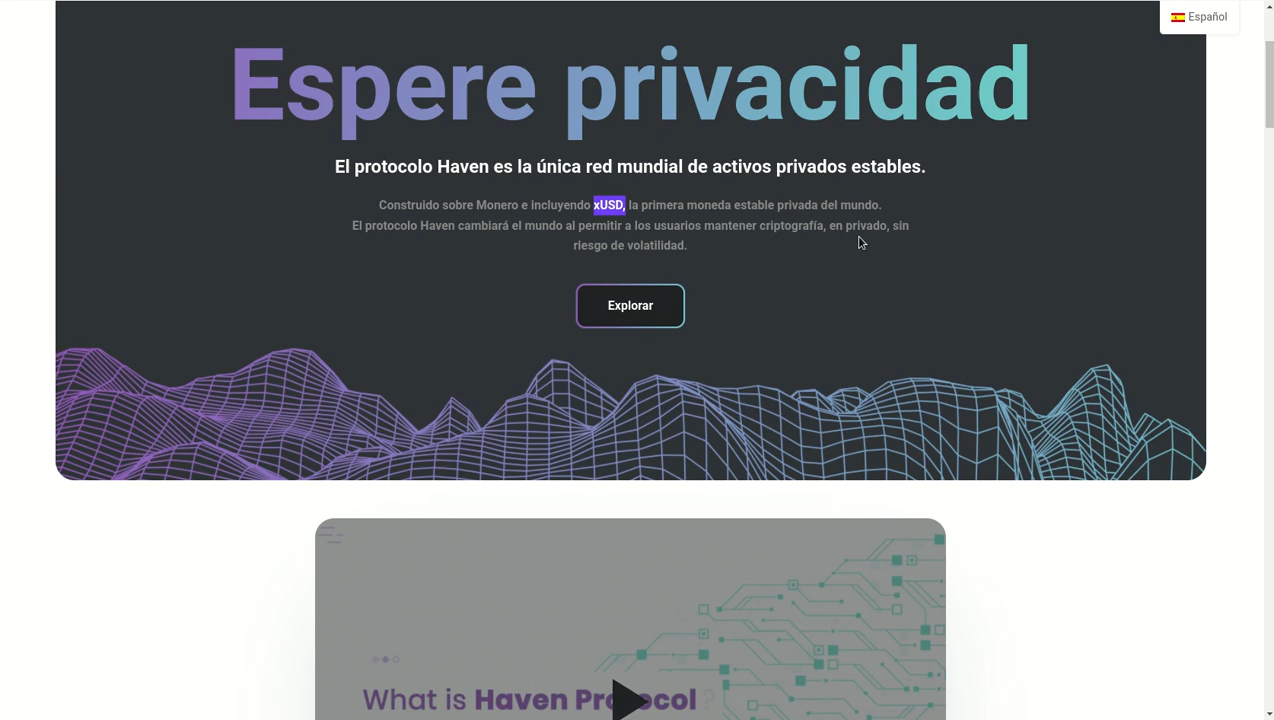 Español
Espere privacidad
El protocolo Haven es la única red mundial de activos privados estables.
Construido sobre Monero e incluyendo xUSD, la primera moneda estable privada del mundo.
El protocolo Haven cambiará el mundo al permitir a los usuarios mantener criptografía, en privado, sin
riesgo de volatilidad.
Explorar
What is Haven Protocol ?